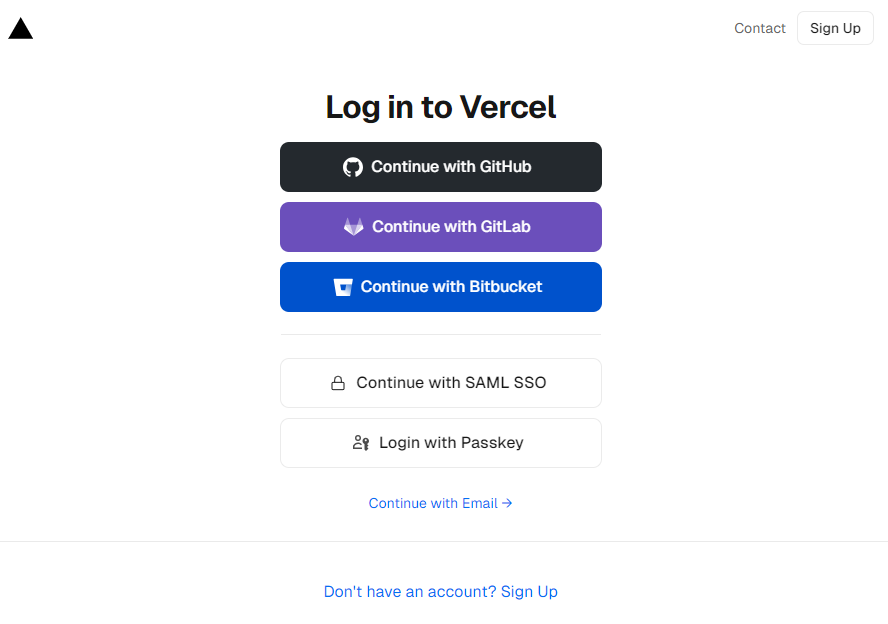 Contact
Sign Up
Log in to Vercel
Continue with GitHub
Continue with GitLab
Continue with Bitbucket
Continue with SAML SSO
Login with Passkey
Continue with Email →
Don't have an account? Sign Up